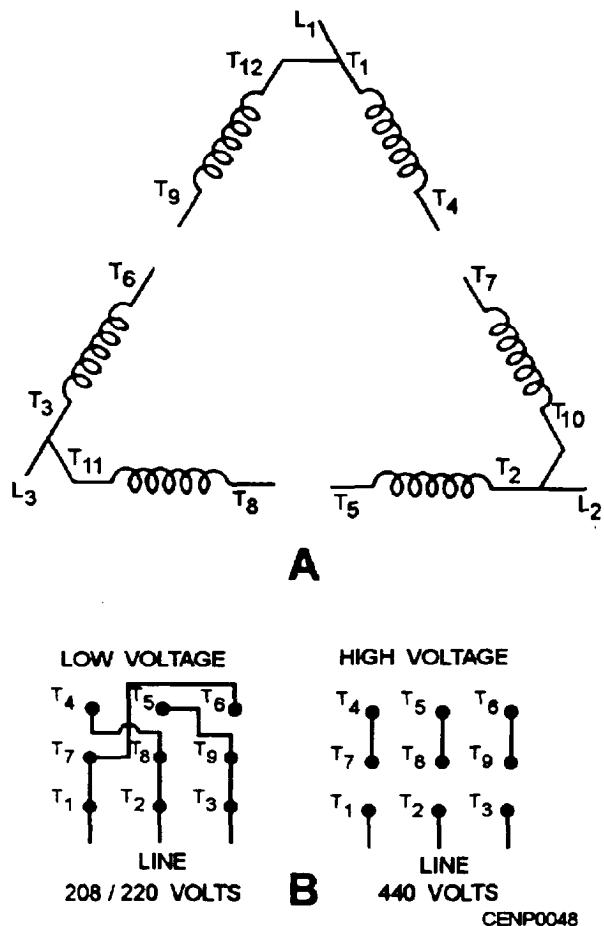 L1
T12 T1
T9 T4
T6 T7
T3 T10
T11 T2
L3 T8 T5 L2
A
LOW VOLTAGE
T4 T5 T6
T7 T8 T9
T1 T2 T3
LINE
208 / 220 VOLTS
B
HIGH VOLTAGE
T4 T5 T6
T7 T8 T9
T1 T2 T3
LINE
440 VOLTS
CENP0048